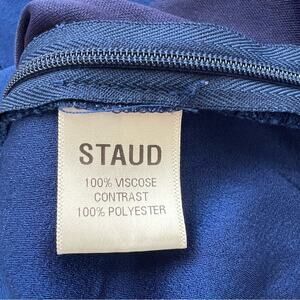 STAUD
100% VISCOSE
CONTRAST
100% POLYESTER